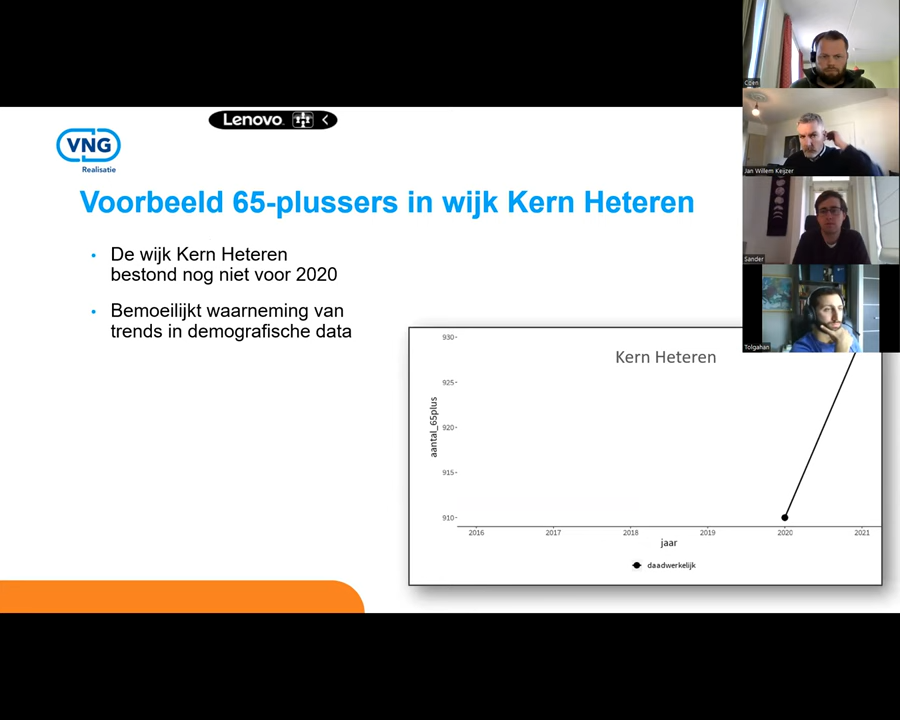 Lenovo
VNG
Realisatie
Voorbeeld 65-plussers in wijk Kern Heteren
• De wijk Kern Heteren
bestond nog niet voor 2020
• Bemoeilijkt waarneming van
trends in demografische data
Coen
Jan Willem Keijzer
Sander
Tolgahan
Kern Heteren
930
925
920
915
910
aantal_65plus
2016 2017 2018 2019 2020 2021
jaar
daadwerkelijk